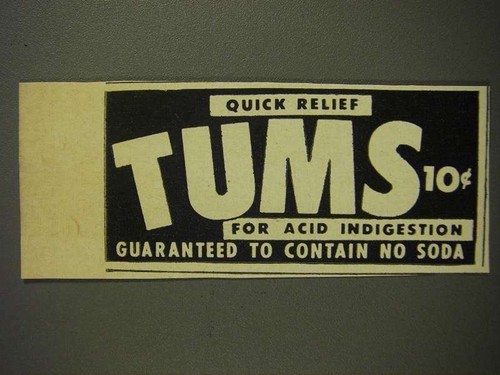 QUICK RELIEF
TUMS 10¢
FOR ACID INDIGESTION
GUARANTEED TO CONTAIN NO SODA